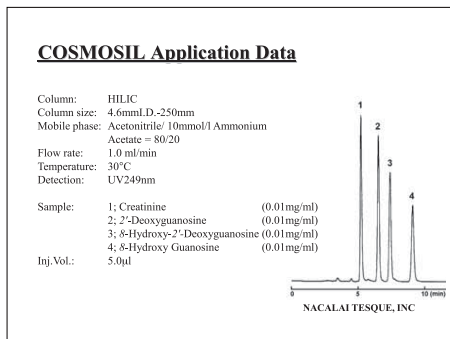 COSMOSIL Application Data
Column: HILIC
Column size: 4.6mmI.D.-250mm
Mobile phase: Acetonitrile/ 10mmol/l Ammonium
Acetate = 80/20
Flow rate: 1.0 ml/min
Temperature: 30°C
Detection: UV249nm
Sample: 1; Creatinine (0.01mg/ml)
2; 2'-Deoxyguanosine (0.01mg/ml)
3; 8-Hydroxy-2'-Deoxyguanosine (0.01mg/ml)
4; 8-Hydroxy Guanosine (0.01mg/ml)
Inj.Vol.: 5.0µl
1
2
3
4
0 5 10 (min)
NACALAI TESQUE, INC